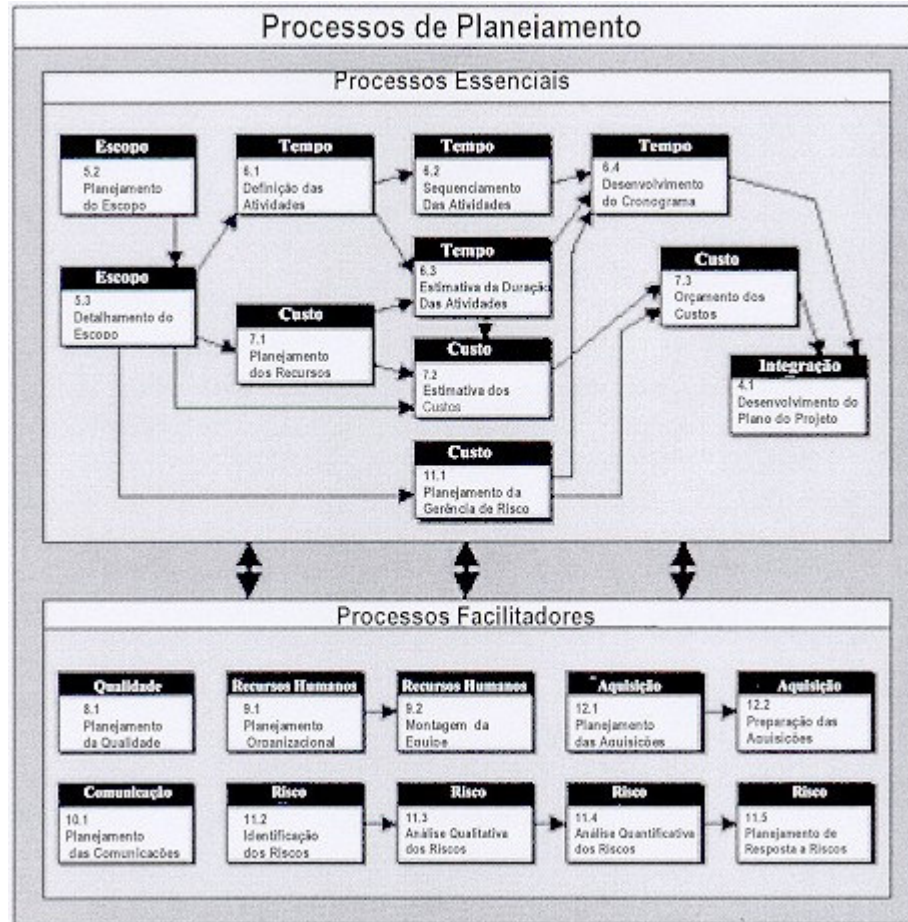 Processos de Planejamento
Processos Essenciais
Escopo
5.2
Planejamento
do Escopo
Tempo
6.1
Definição das
Atividades
Tempo
6.2
Sequenciamento
Das Atividades
Tempo
6.4
Desenvolvimento
do Cronograma
Escopo
5.3
Detalhamento do
Escopo
Custo
7.1
Planejamento
dos Recursos
Tempo
6.3
Estimativa da Duração
Das Atividades
Custo
7.3
Orçamento dos
Custos
Custo
7.2
Estimativa dos
Custos
Integração
4.1
Desenvolvimento do
Plano do Projeto
Custo
11.1
Planejamento da
Gerência de Risco
Processos Facilitadores
Qualidade
8.1
Planejamento
da Qualidade
Recursos Humanos
9.1
Planejamento
Organizacional
Recursos Humanos
9.2
Montagem da
Equipe
Aquisição
12.1
Planejamento
das Aquisições
Aquisição
12.2
Preparação das
Aquisições
Comunicação
10.1
Planejamento
das Comunicações
Risco
11.2
Identificação
dos Riscos
Risco
11.3
Análise Qualitativa
dos Riscos
Risco
11.4
Análise Quantificativa
dos Riscos
Risco
11.5
Planejamento de
Resposta a Riscos